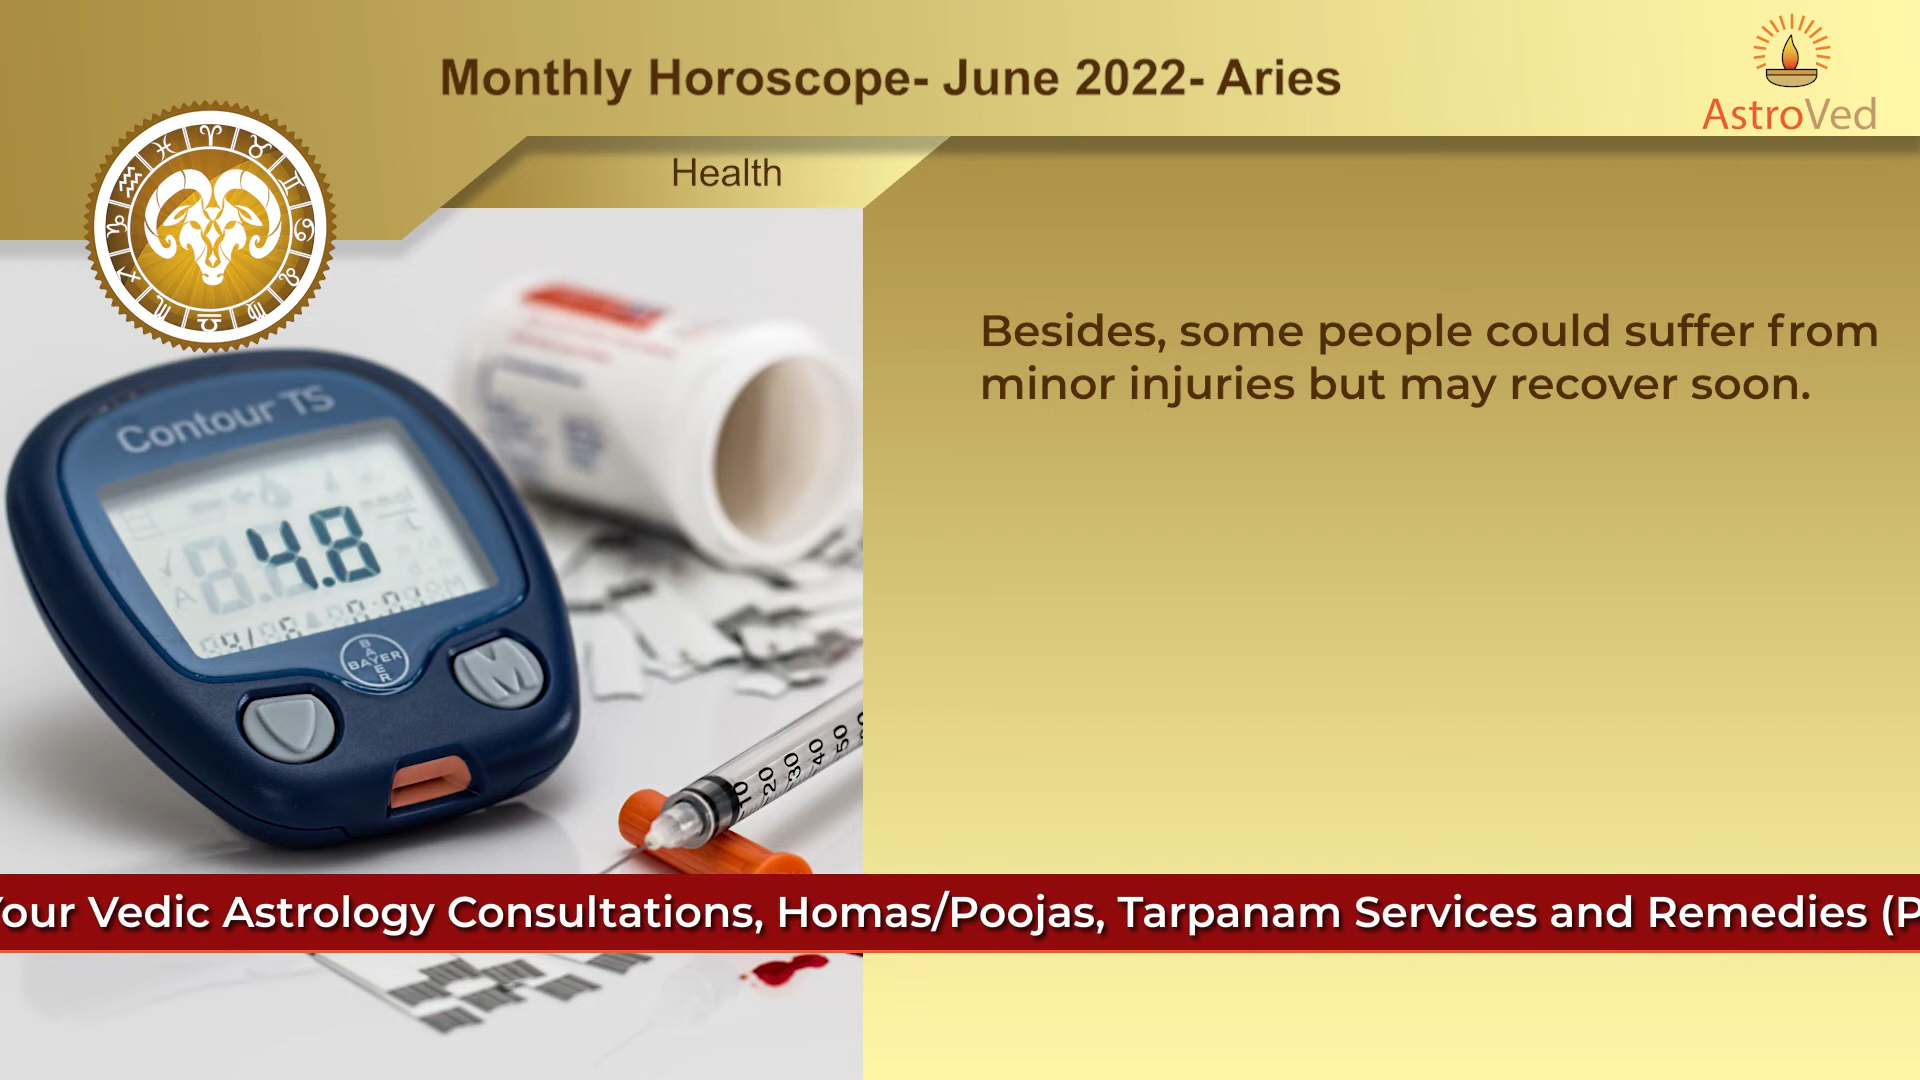 Monthly Horoscope- June 2022- Aries
AstroVed
Health
Besides, some people could suffer from
minor injuries but may recover soon.
Contour TS
4.8
BAYER
BAYER
M
10 20 30 40 50
Your Vedic Astrology Consultations, Homas/Poojas, Tarpanam Services and Remedies (P